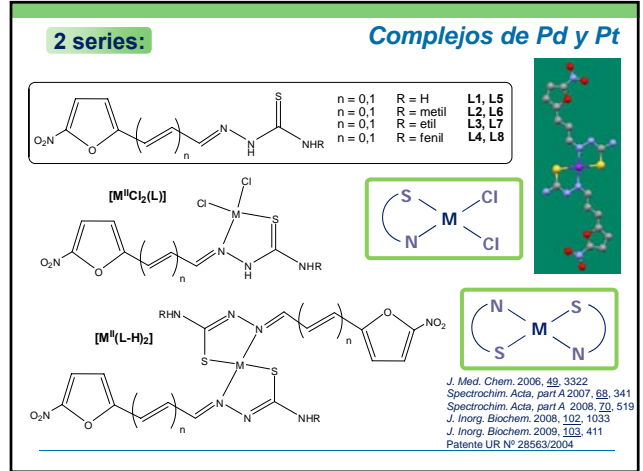 2 series:
Complejos de Pd y Pt
n = 0,1 R = H L1, L5
n = 0,1 R = metil L2, L6
n = 0,1 R = etil L3, L7
n = 0,1 R = fenil L4, L8
S
O₂N O n N N H NHR
[MᴵᴵCl₂(L)]
Cl Cl M S
O₂N O n N NH NHR
S Cl
M
N Cl
RHN N N n O NO₂
[Mᴵᴵ(L-H)₂]
S M S
O₂N O n N N NHR
N S
M
S N
J. Med. Chem. 2006, 49, 3322
Spectrochim. Acta, part A 2007, 68, 341
Spectrochim. Acta, part A 2008, 70, 519
J. Inorg. Biochem. 2008, 102, 1033
J. Inorg. Biochem. 2009, 103, 411
Patente UR Nº 28563/2004